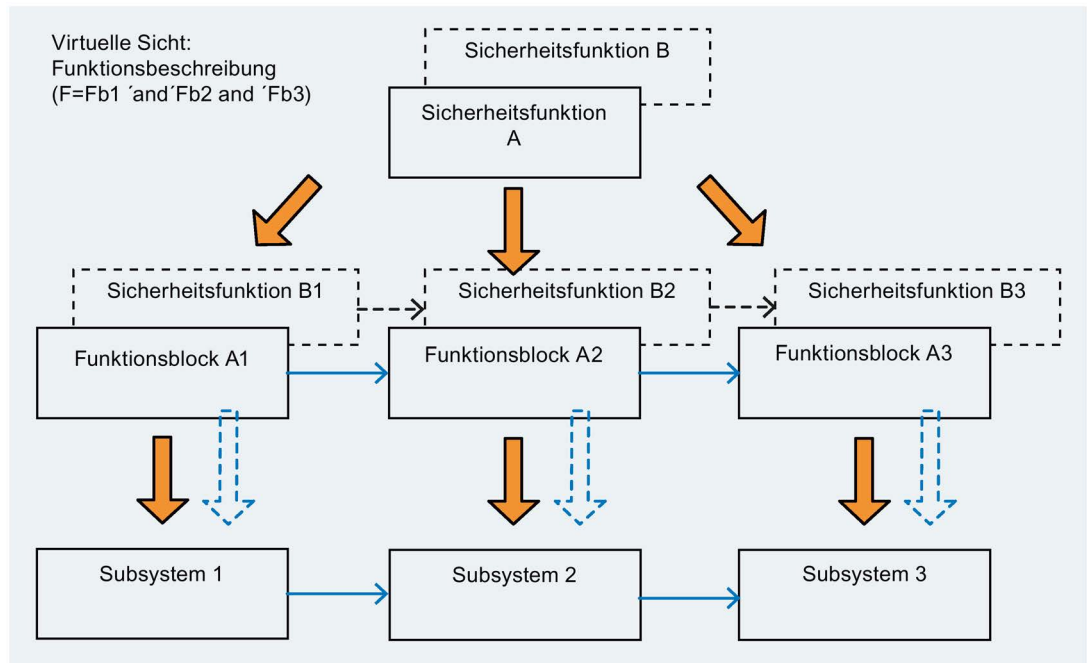 Virtuelle Sicht:
Funktionsbeschreibung
(F=Fb1 ´and´Fb2 and ´Fb3)
Sicherheitsfunktion B
Sicherheitsfunktion
A
Sicherheitsfunktion B1
Sicherheitsfunktion B2
Sicherheitsfunktion B3
Funktionsblock A1
Funktionsblock A2
Funktionsblock A3
Subsystem 1
Subsystem 2
Subsystem 3